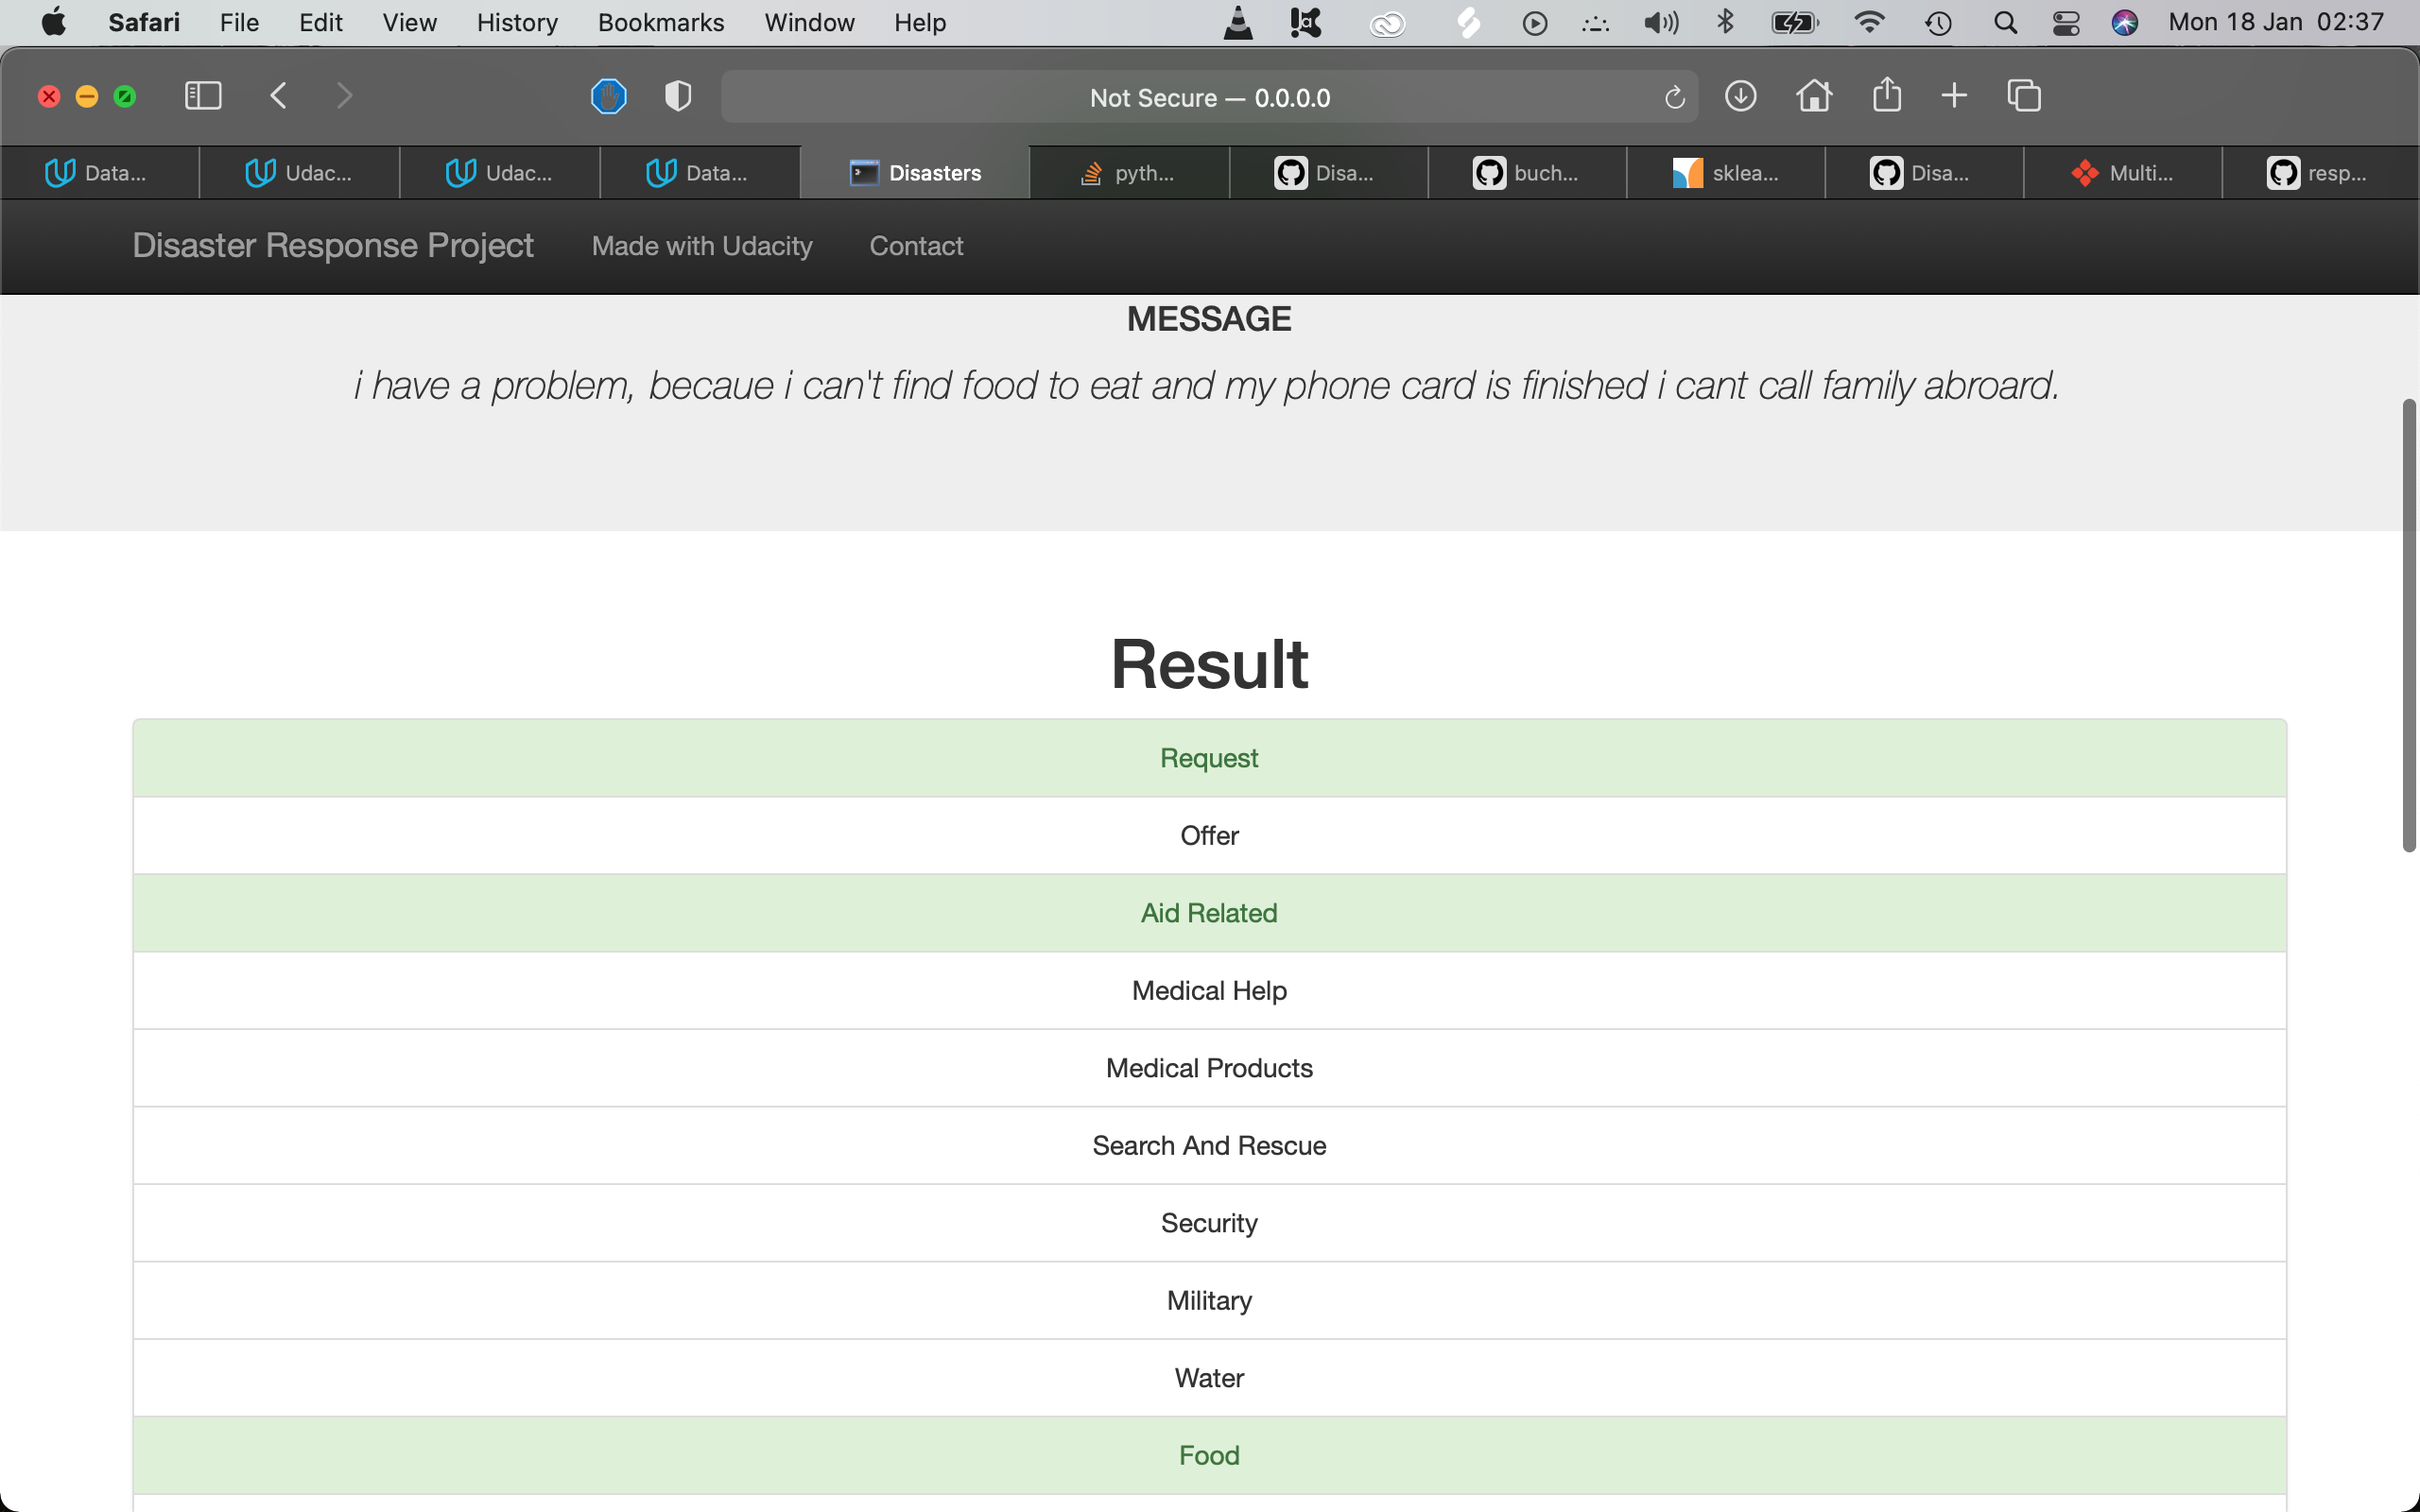 Safari File Edit View History Bookmarks Window Help Mon 18 Jan 02:37
Not Secure — 0.0.0.0
Data... Udac... Udac... Data... Disasters pyth... Disa... buch... sklea... Disa... Multi... resp...
Disaster Response Project Made with Udacity Contact
MESSAGE
i have a problem, becaue i can't find food to eat and my phone card is finished i cant call family abroard.
Result
Request
Offer
Aid Related
Medical Help
Medical Products
Search And Rescue
Security
Military
Water
Food